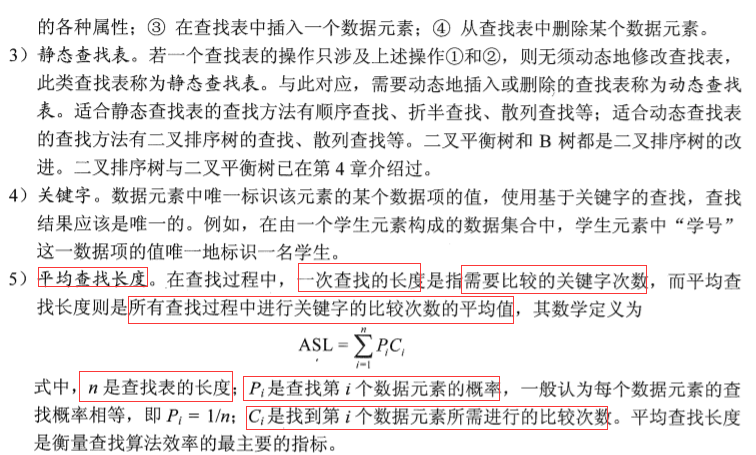 的各种属性；③ 在查找表中插入一个数据元素；④ 从查找表中删除某个数据元素。
3）静态查找表。若一个查找表的操作只涉及上述操作①和②，则无须动态地修改查找表，
此类查找表称为静态查找表。与此对应，需要动态地插入或删除的查找表称为动态查找
表。适合静态查找表的查找方法有顺序查找、折半查找、散列查找等；适合动态查找表
的查找方法有二叉排序树的查找、散列查找等。二叉平衡树和 B 树都是二叉排序树的改
进。二叉排序树与二叉平衡树已在第 4 章介绍过。
4）关键字。数据元素中唯一标识该元素的某个数据项的值，使用基于关键字的查找，查找
结果应该是唯一的。例如，在由一个学生元素构成的数据集合中，学生元素中“学号”
这一数据项的值唯一地标识一名学生。
5）平均查找长度。在查找过程中，一次查找的长度是指需要比较的关键字次数，而平均查
找长度则是所有查找过程中进行关键字的比较次数的平均值，其数学定义为
ASL = ∑_{i=1}^{n} P_i C_i
式中，n 是查找表的长度；P_i 是查找第 i 个数据元素的概率，一般认为每个数据元素的查
找概率相等，即 P_i = 1/n；C_i 是找到第 i 个数据元素所需进行的比较次数。平均查找长度
是衡量查找算法效率的最主要的指标。